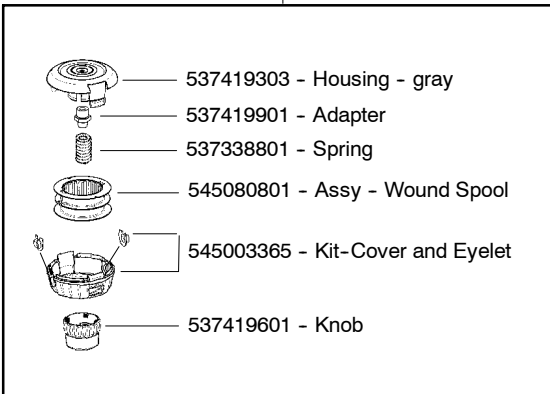 537419303 - Housing - gray
537419901 - Adapter
537338801 - Spring
545080801 - Assy - Wound Spool
545003365 - Kit-Cover and Eyelet
537419601 - Knob